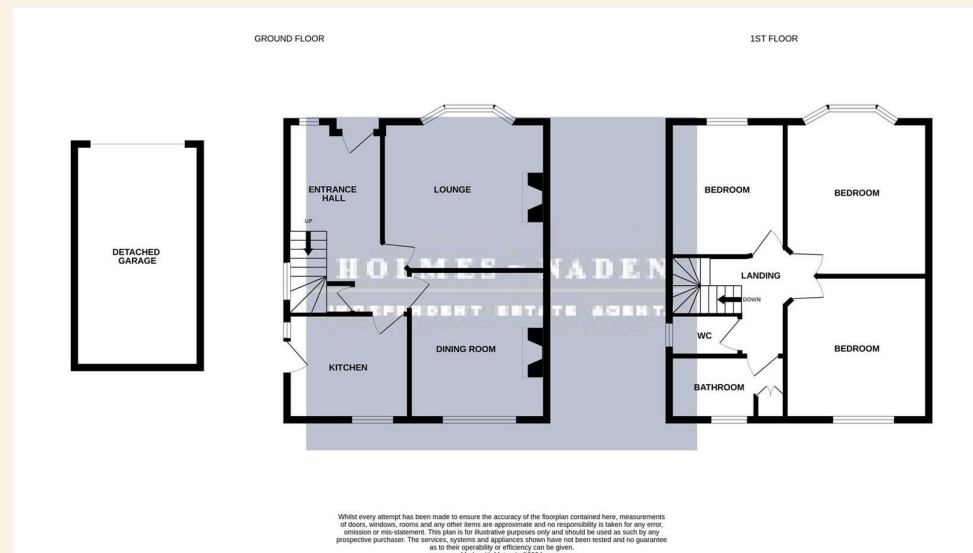 GROUND FLOOR
1ST FLOOR
ENTRANCE
HALL
LOUNGE
UP
DETACHED
GARAGE
KITCHEN
DINING ROOM
BEDROOM
BEDROOM
LANDING
DOWN
WC
BATHROOM
BEDROOM
HOLMES - NADEN
INDEPENDENT ESTATE AGENTS
Whilst every attempt has been made to ensure the accuracy of the floorplan contained here, measurements
of doors, windows, rooms and any other items are approximate and no responsibility is taken for any error,
omission or mis-statement. This plan is for illustrative purposes only and should be used as such by any
prospective purchaser. The services, systems and appliances shown have not been tested and no guarantee
as to their operability or efficiency can be given.